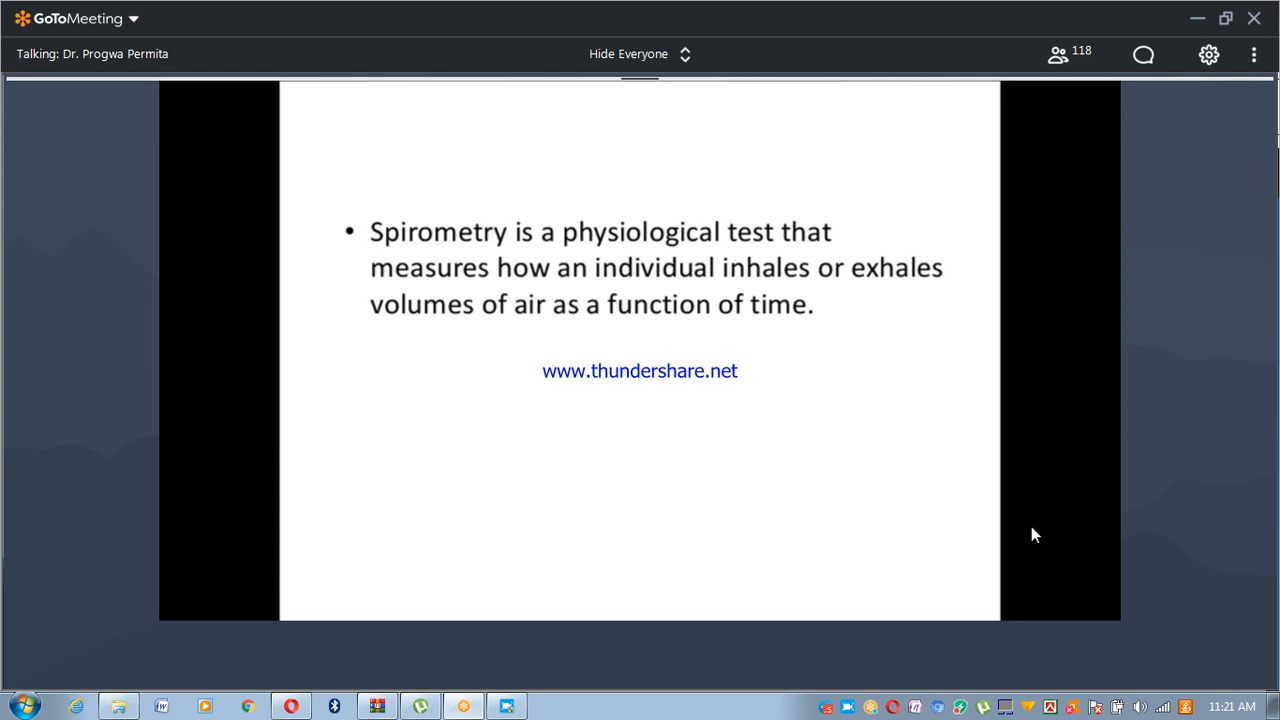 GoToMeeting
Talking: Dr. Progwa Permita
Hide Everyone
118
• Spirometry is a physiological test that
measures how an individual inhales or exhales
volumes of air as a function of time.
www.thundershare.net
11:21 AM